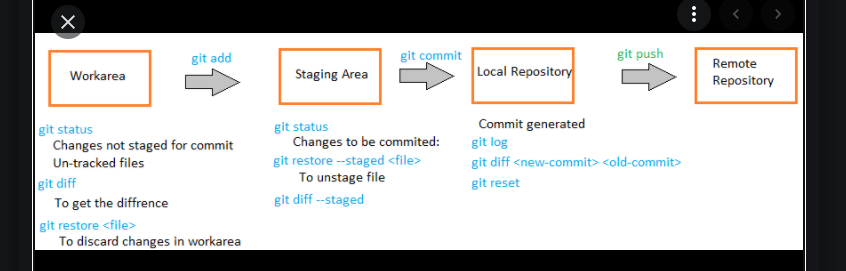 Workarea
git add
Staging Area
git commit
Local Repository
git push
Remote
Repository
git status
Changes not staged for commit
Un-tracked files
git diff
To get the diffrence
git restore <file>
To discard changes in workarea
git status
Changes to be commited:
git restore --staged <file>
To unstage file
git diff --staged
Commit generated
git log
git diff <new-commit> <old-commit>
git reset